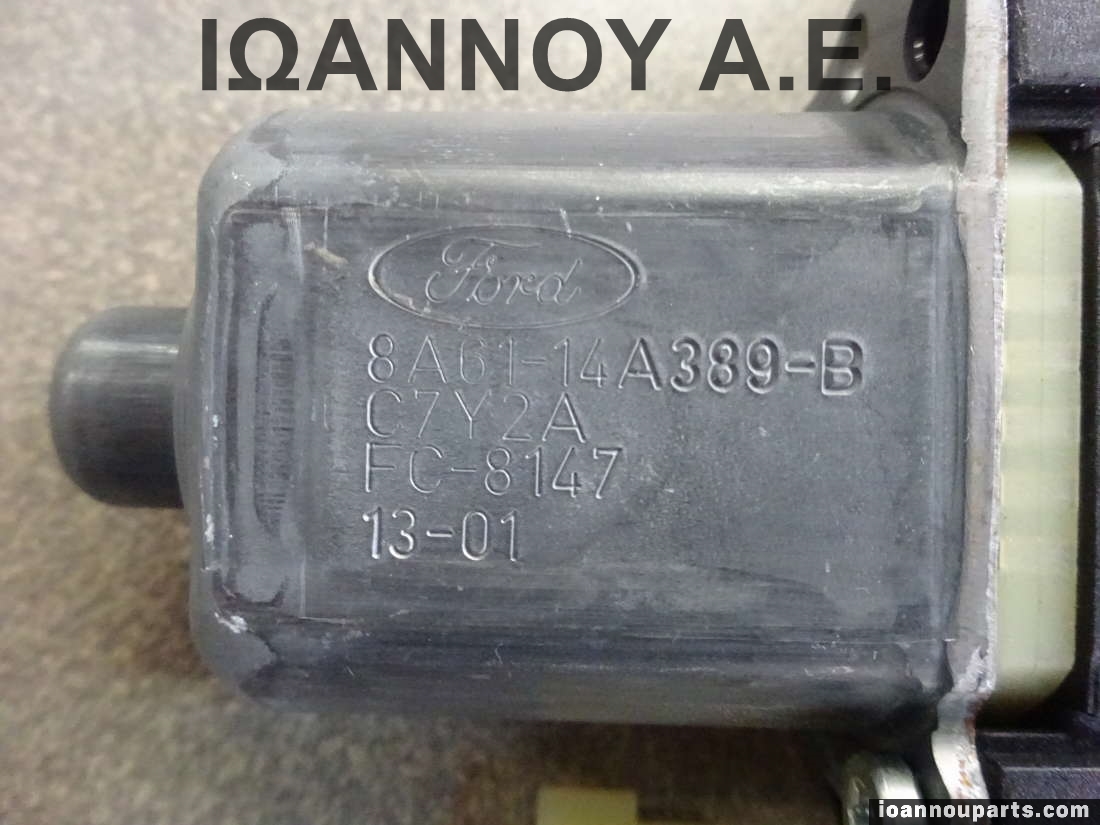 ΙΩΑΝΝΟΥ Α.Ε.
Ford
8A61-14A389-B
C7Y2A
FC-8147
13-01
ioannouparts.com